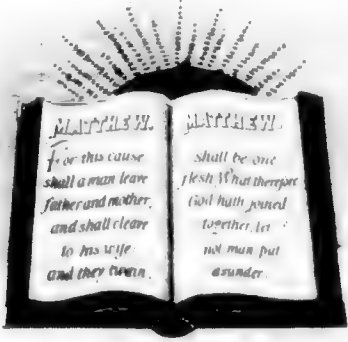 MATTHEW.
For this cause
shall a man leave
father and mother,
and shall cleave
to his wife
and they twain
MATTHEW.
shall be one
flesh. What therefore
God hath joined
together, let
not man put
asunder.